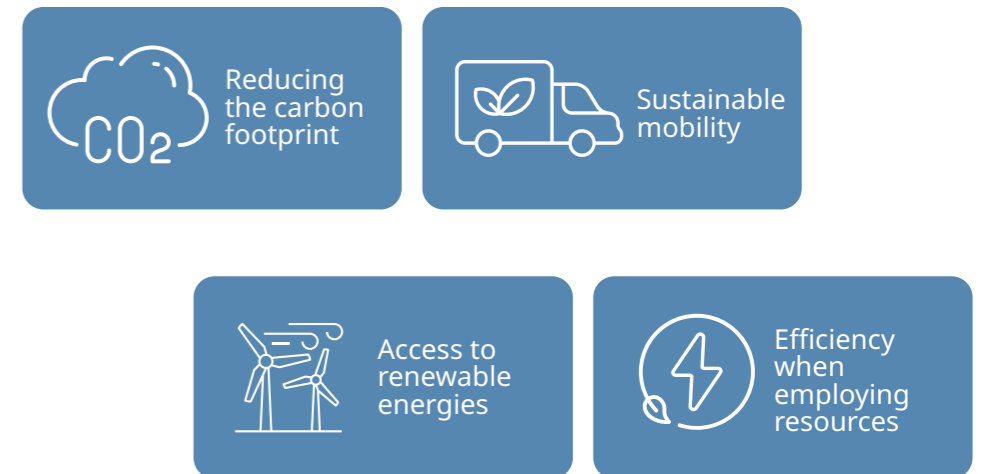 CO2
Reducing
the carbon
footprint
Sustainable
mobility
Access to
renewable
energies
Efficiency
when
employing
resources